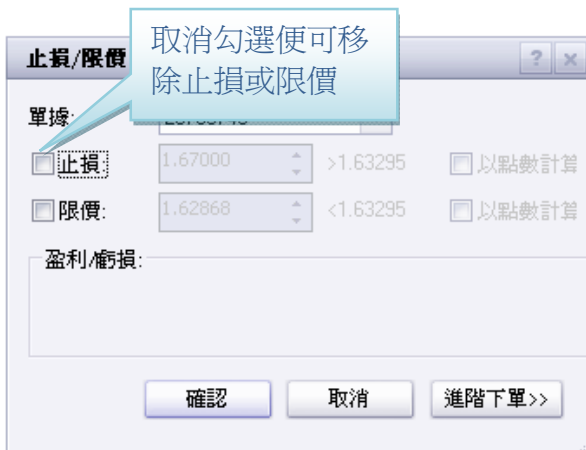 取消勾選便可移
除止損或限價
止損/限價
單據:
止損: 1.67000 >1.63295 以點數計算
限價: 1.62868 <1.63295 以點數計算
盈利/虧損:
確認 取消 進階下單>>